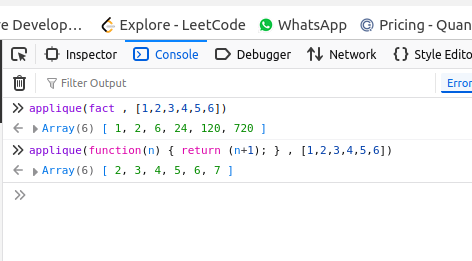 e Develop… Explore - LeetCode WhatsApp Pricing - Quan
Inspector Console Debugger Network {} Style Edito
Filter Output Error
>> applique(fact , [1,2,3,4,5,6])
← ▶ Array(6) [ 1, 2, 6, 24, 120, 720 ]
>> applique(function(n) { return (n+1); } , [1,2,3,4,5,6])
← ▶ Array(6) [ 2, 3, 4, 5, 6, 7 ]
>>